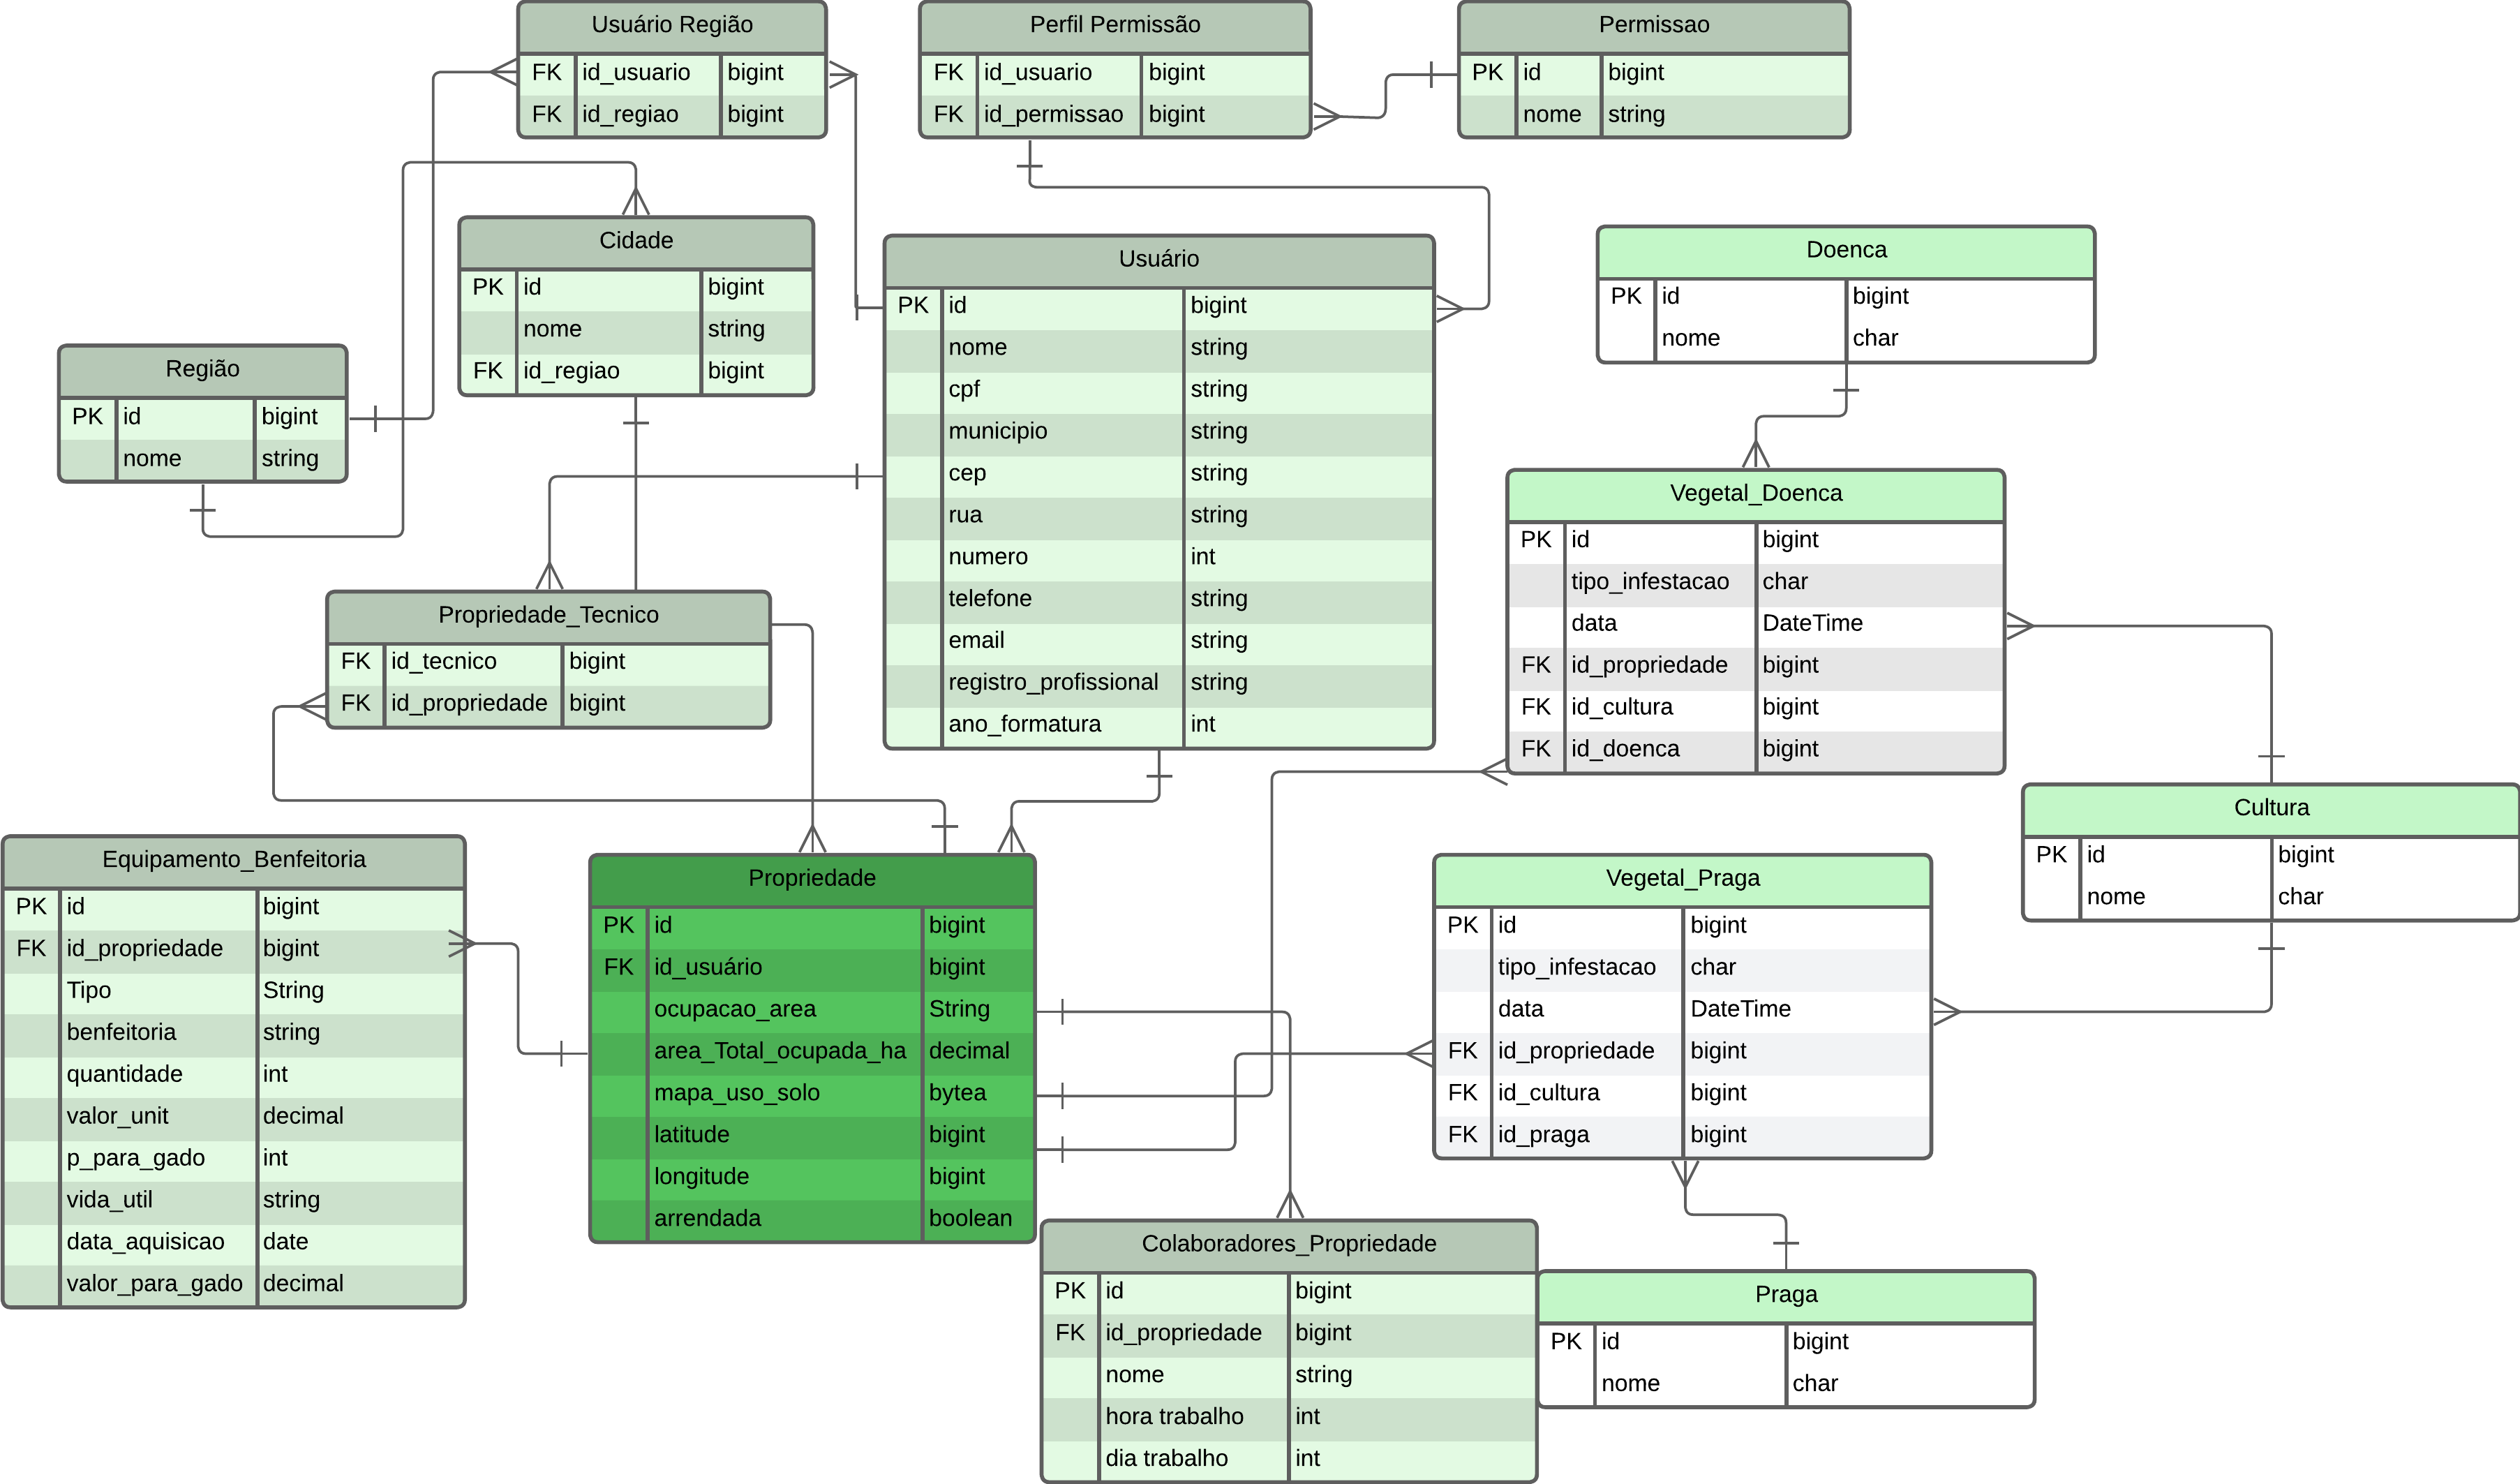 Usuário Região
FK id_usuario bigint
FK id_regiao bigint
Perfil Permissão
FK id_usuario bigint
FK id_permissao bigint
Permissao
PK id bigint
nome string
Cidade
PK id bigint
nome string
FK id_regiao bigint
Usuário
PK id bigint
nome string
cpf string
municipio string
cep string
rua string
numero int
telefone string
email string
registro_profissional string
ano_formatura int
Doenca
PK id bigint
nome char
Região
PK id bigint
nome string
Vegetal_Doenca
PK id bigint
tipo_infestacao char
data DateTime
FK id_propriedade bigint
FK id_cultura bigint
FK id_doenca bigint
Propriedade_Tecnico
FK id_tecnico bigint
FK id_propriedade bigint
Cultura
PK id bigint
nome char
Equipamento_Benfeitoria
PK id bigint
FK id_propriedade bigint
Tipo String
benfeitoria string
quantidade int
valor_unit decimal
p_para_gado int
vida_util string
data_aquisicao date
valor_para_gado decimal
Propriedade
PK id bigint
FK id_usuário bigint
ocupacao_area String
area_Total_ocupada_ha decimal
mapa_uso_solo bytea
latitude bigint
longitude bigint
arrendada boolean
Vegetal_Praga
PK id bigint
tipo_infestacao char
data DateTime
FK id_propriedade bigint
FK id_cultura bigint
FK id_praga bigint
Colaboradores_Propriedade
PK id bigint
FK id_propriedade bigint
nome string
hora trabalho int
dia trabalho int
Praga
PK id bigint
nome char